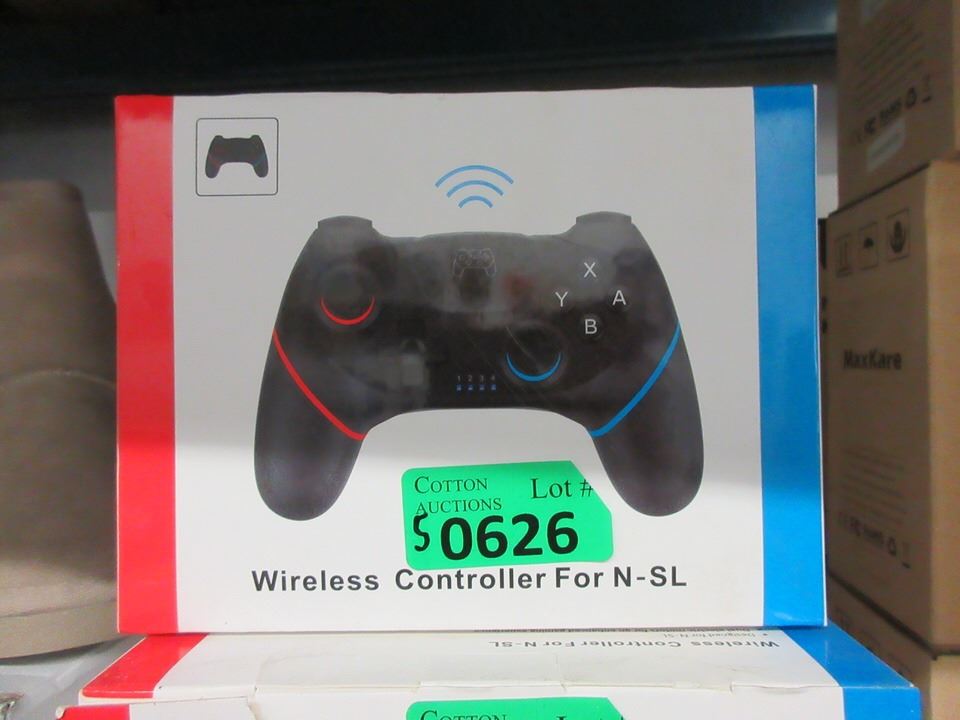 X
Y A
B
1 2 3 4
COTTON
AUCTIONS
Lot #
S 0626
Wireless Controller For N-SL
MaxKare
Wireless Controller For N-SL
COTTON